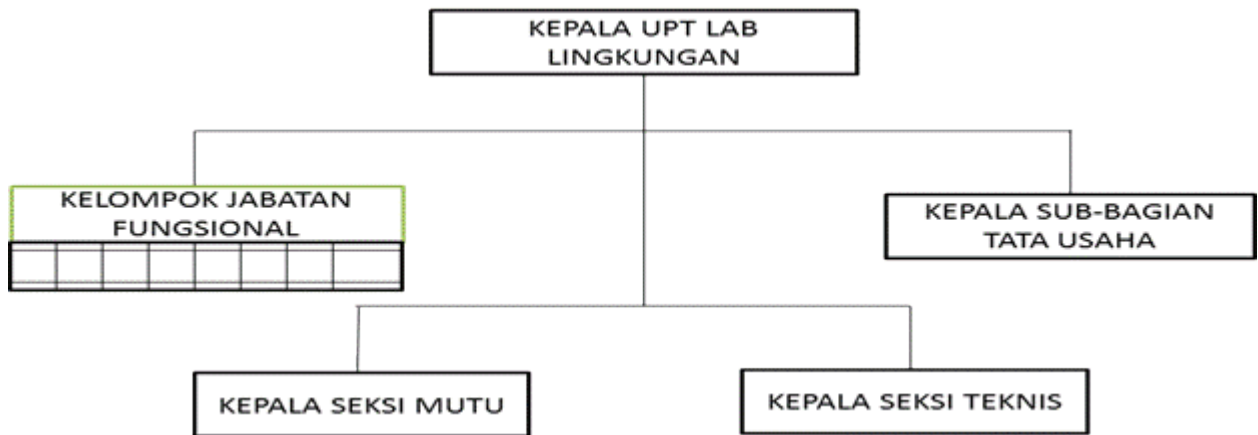 KEPALA UPT LAB
LINGKUNGAN
KELOMPOK JABATAN
FUNGSIONAL
KEPALA SUB-BAGIAN
TATA USAHA
KEPALA SEKSI MUTU
KEPALA SEKSI TEKNIS